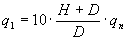 q₁ = 10 · (H + D)/D · qₙ